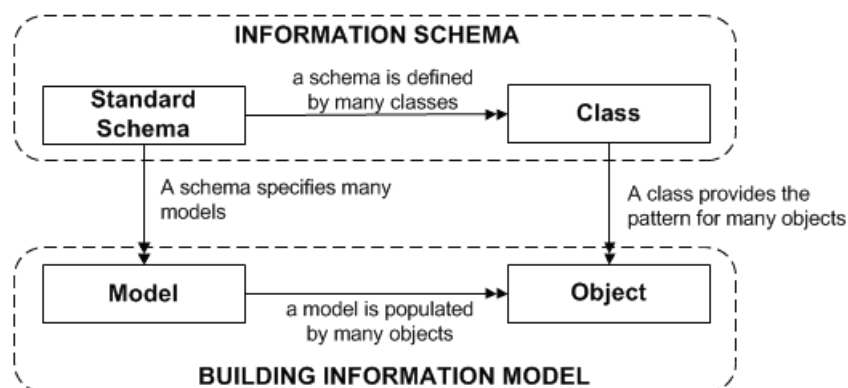 INFORMATION SCHEMA
a schema is defined
by many classes
Standard
Schema
Class
A schema specifies many
models
A class provides the
pattern for many objects
Model
Object
a model is populated
by many objects
BUILDING INFORMATION MODEL